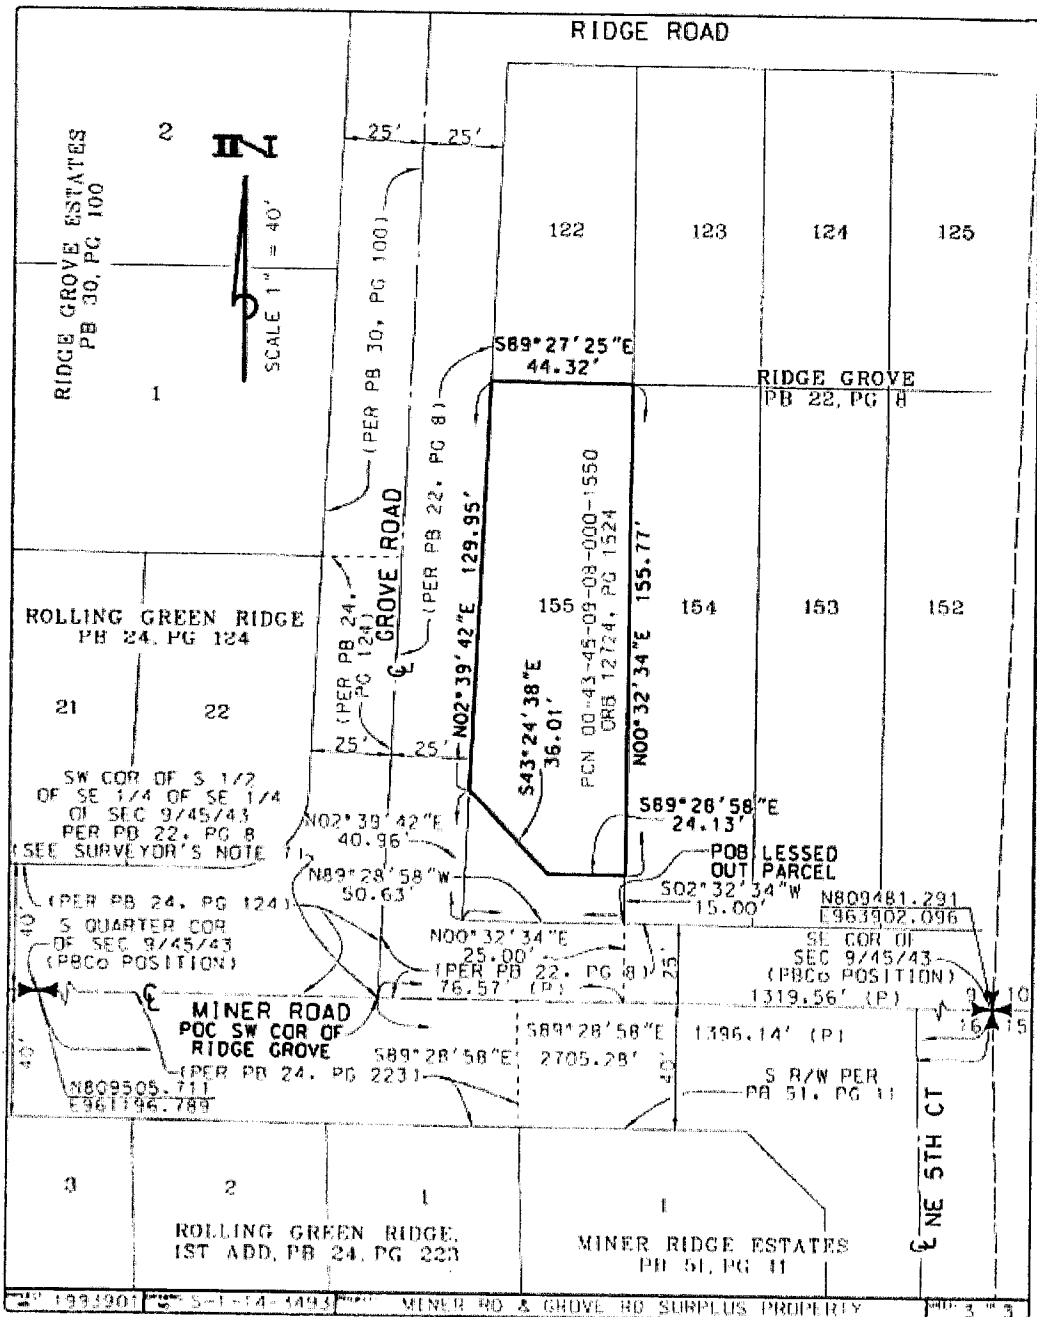 RIDGE ROAD
2
25'
25'
RIDGE GROVE ESTATES
PB 30, PG 100
SCALE 1" = 40'
(PER PB 30, PG 100)
122
123
124
125
1
S89°27'25"E
44.32'
RIDGE GROVE
PB 22, PG 8
(PER PB 22, PG 8)
GROVE ROAD
N02°39'42"E 129.95'
PCN 00-43-45-09-08-000-1550
ORB 12724, PG 1524
N00°32'34"E 155.77'
155
154
153
152
ROLLING GREEN RIDGE
PB 24, PG 124
(PER PB 24,
PG 124)
21
22
25'
25'
S43°24'38"E
36.01'
SW COR OF S 1/2
OF SE 1/4 OF SE 1/4
OF SEC 9/45/43
PER PB 22, PG 8
(SEE SURVEYOR'S NOTE 7)
N02°39'42"E
40.96'
N89°28'58"W
50.63'
S89°28'58"E
24.13'
POB LESSED
OUT PARCEL
S02°32'34"W
15.00'
N809481.291
E963902.096
SE COR OF
SEC 9/45/43
(PBCo POSITION)
40'
(PER PB 24, PG 124)
S QUARTER COR
OF SEC 9/45/43
(PBCo POSITION)
N00°32'34"E
25.00'
(PER PB 22, PG 8)
76.57' (P)
25'
1319.56' (P)
9
10
16
15
MINER ROAD
POC SW COR OF
RIDGE GROVE
S89°28'58"E
1396.14' (P)
S89°28'58"E
2705.28'
40'
40'
(PER PB 24, PG 223)
N809505.711
E961196.789
S R/W PER
PB 51, PG 11
NE 5TH CT
3
2
1
1
ROLLING GREEN RIDGE,
1ST ADD, PB 24, PG 223
MINER RIDGE ESTATES
PB 51, PG 11
1993901
S-1-14-3493
MINER RD & GROVE RD SURPLUS PROPERTY
3
3